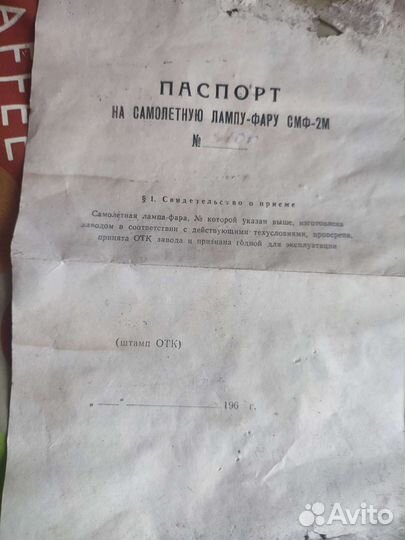 AFFEE
ПАСПОРТ
НА САМОЛЕТНУЮ ЛАМПУ-ФАРУ СМФ-2М
№
§ 1. Свидетельство о приеме
Самолетная лампа-фара, № которой указан выше, изготовлена
заводом в соответствии с действующими техусловиями, проверена,
принята ОТК завода и признана годной для эксплуатации
(штамп ОТК)
„ — “ 196 г.
Avito